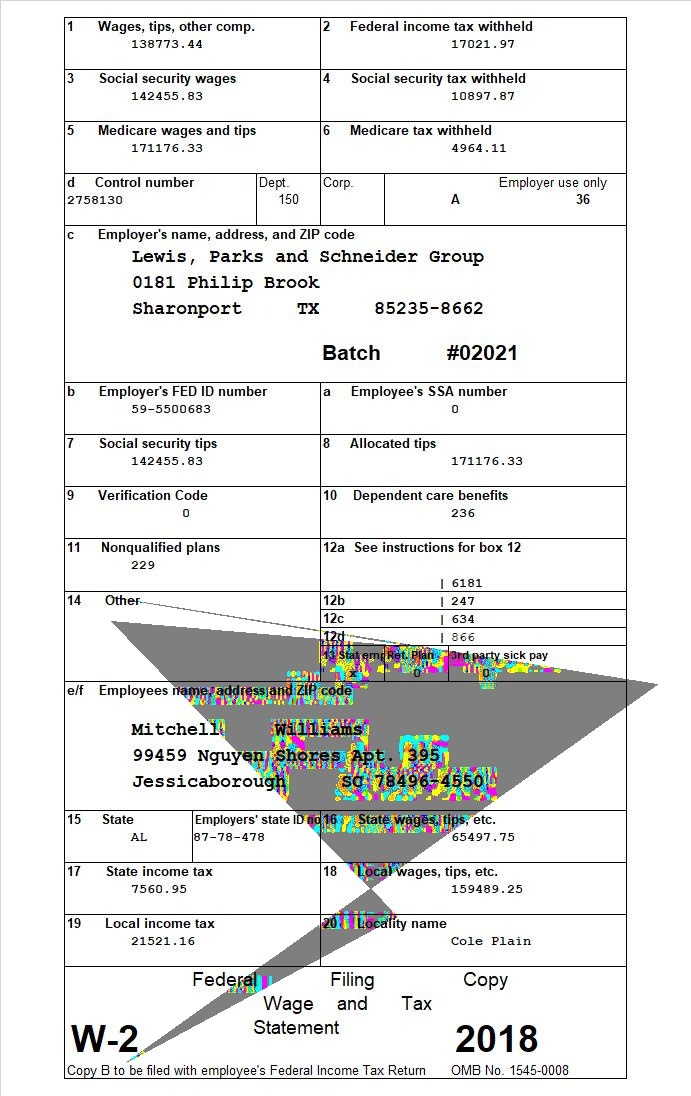 1 Wages, tips, other comp. 2 Federal income tax withheld
138773.44 17021.97
3 Social security wages 4 Social security tax withheld
142455.83 10897.87
5 Medicare wages and tips 6 Medicare tax withheld
171176.33 4964.11
d Control number Dept. Corp. Employer use only
2758130 150 A 36
c Employer's name, address, and ZIP code
Lewis, Parks and Schneider Group
0181 Philip Brook
Sharonport TX 85235-8662
Batch #02021
b Employer's FED ID number a Employee's SSA number
59-5500683 0
7 Social security tips 8 Allocated tips
142455.83 171176.33
9 Verification Code 10 Dependent care benefits
0 236
11 Nonqualified plans 12a See instructions for box 12
229
| 6181
14 Other 12b | 247
12c | 634
12d | 866
13 Stat emp Ret. Plan 3rd party sick pay
x 0 0
e/f Employees name, address and ZIP code
Mitchell Williams
99459 Nguyen Shores Apt. 395
Jessicaborough SC 78496-4550
15 State Employers' state ID no 16 State wages, tips, etc.
AL 87-78-478 65497.75
17 State income tax 18 Local wages, tips, etc.
7560.95 159489.25
19 Local income tax 20 Locality name
21521.16 Cole Plain
Federal Filing Copy
Wage and Tax
Statement
W-2 2018
Copy B to be filed with employee's Federal Income Tax Return OMB No. 1545-0008